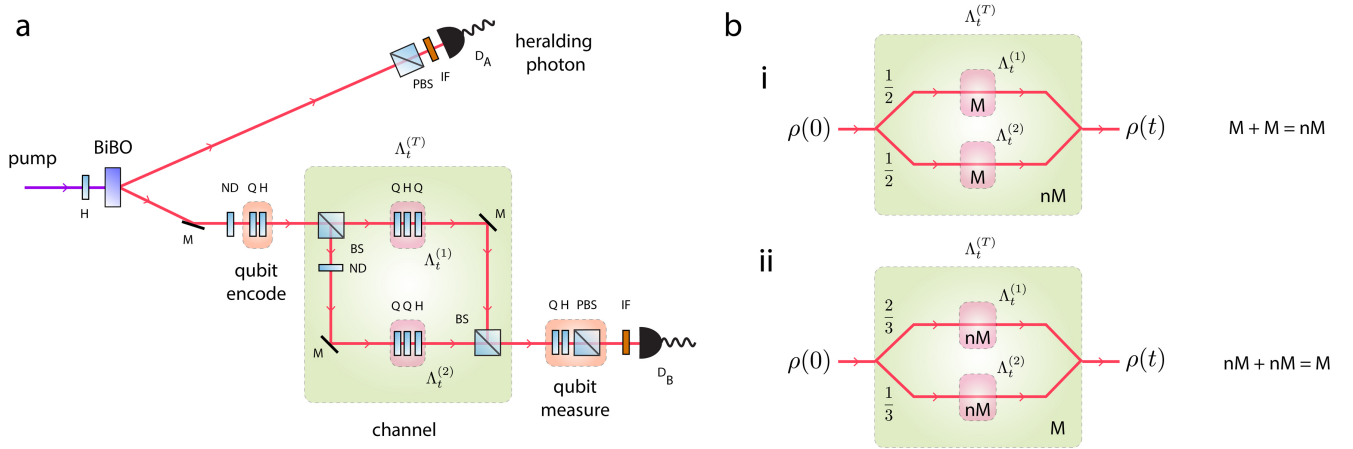 a
pump
H
BiBO
M
ND
Q H
qubit
encode
PBS
IF
D_A
heralding
photon
Λ_t^{(T)}
BS
ND
M
Q H Q
Λ_t^{(1)}
M
Q Q H
Λ_t^{(2)}
BS
channel
Q H PBS
qubit
measure
IF
D_B
b
i
Λ_t^{(T)}
ρ(0)
1/2
1/2
Λ_t^{(1)}
M
Λ_t^{(2)}
M
nM
ρ(t)
M + M = nM
ii
Λ_t^{(T)}
ρ(0)
2/3
1/3
Λ_t^{(1)}
nM
Λ_t^{(2)}
nM
M
ρ(t)
nM + nM = M